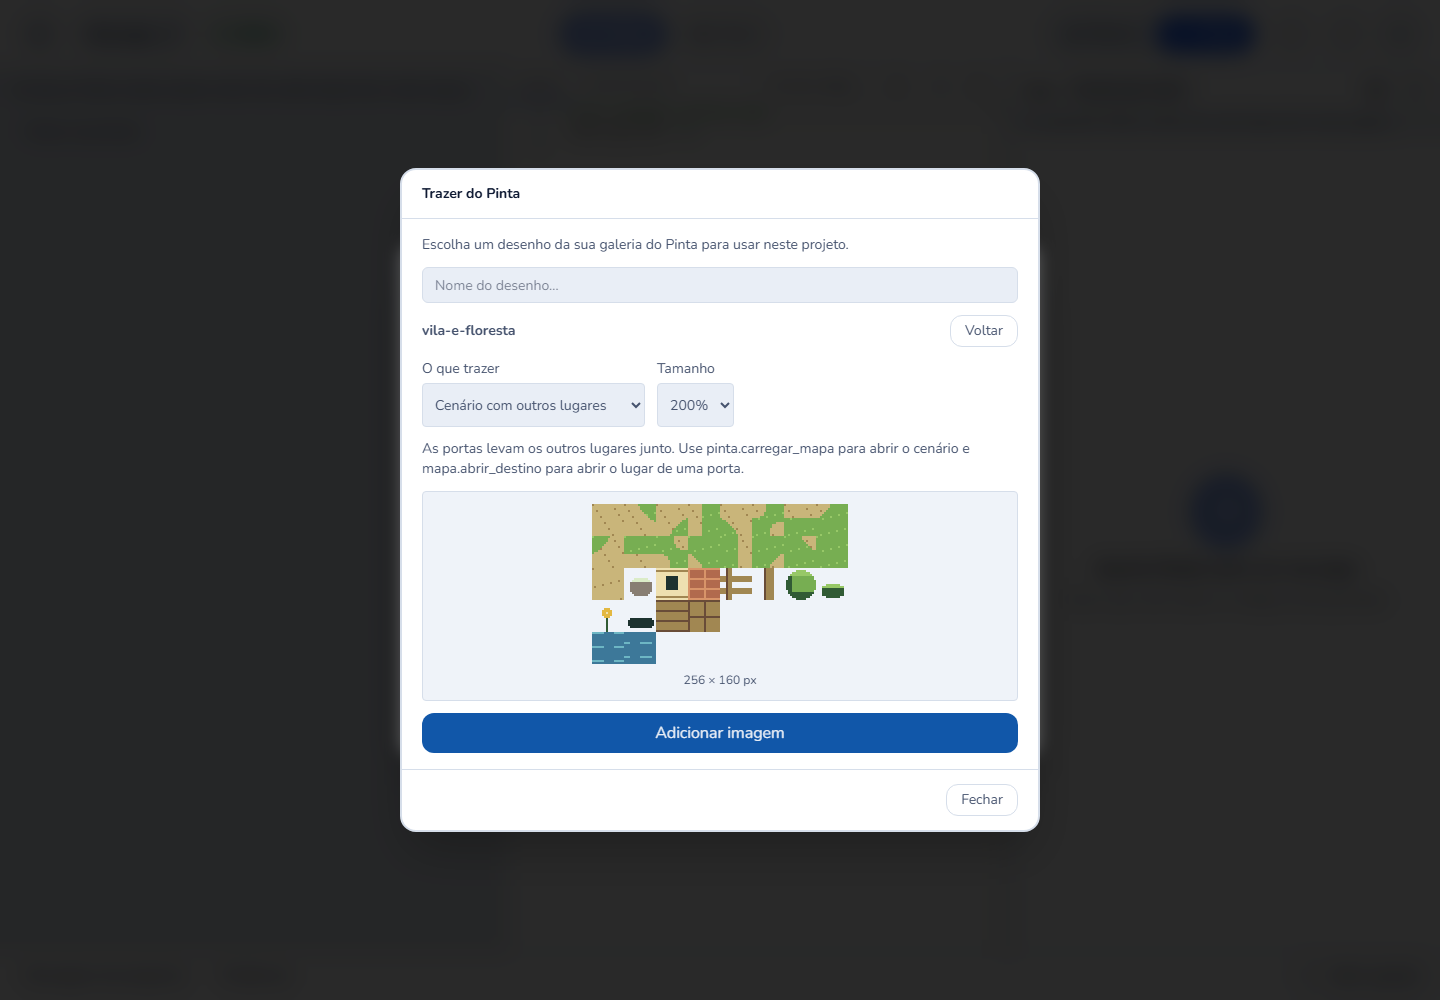 Trazer do Pinta
Escolha um desenho da sua galeria do Pinta para usar neste projeto.
Nome do desenho...
vila-e-floresta
Voltar
O que trazer
Tamanho
Cenário com outros lugares
200%
As portas levam os outros lugares junto. Use pinta.carregar_mapa para abrir o cenário e
mapa.abrir_destino para abrir o lugar de uma porta.
256 × 160 px
Adicionar imagem
Fechar